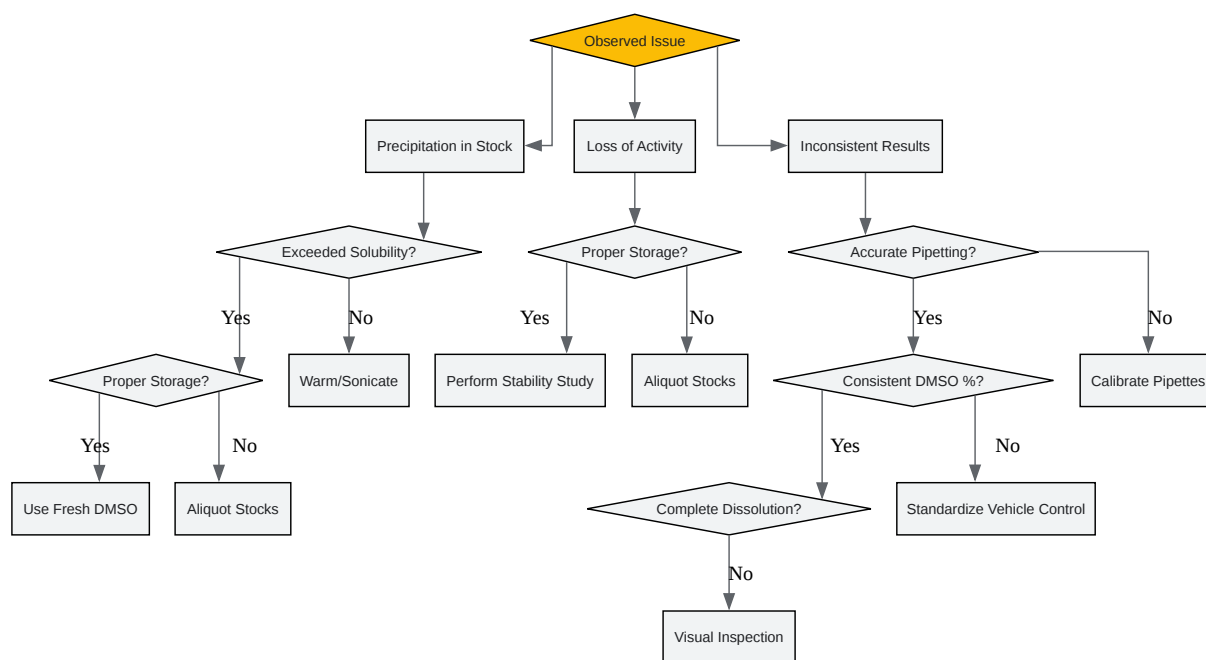 Observed Issue
Precipitation in Stock
Loss of Activity
Inconsistent Results
Exceeded Solubility?
Proper Storage?
Accurate Pipetting?
Yes
No
Yes
No
Yes
No
Proper Storage?
Warm/Sonicate
Perform Stability Study
Aliquot Stocks
Consistent DMSO %?
Calibrate Pipettes
Yes
No
Yes
No
Use Fresh DMSO
Aliquot Stocks
Complete Dissolution?
Standardize Vehicle Control
No
Visual Inspection